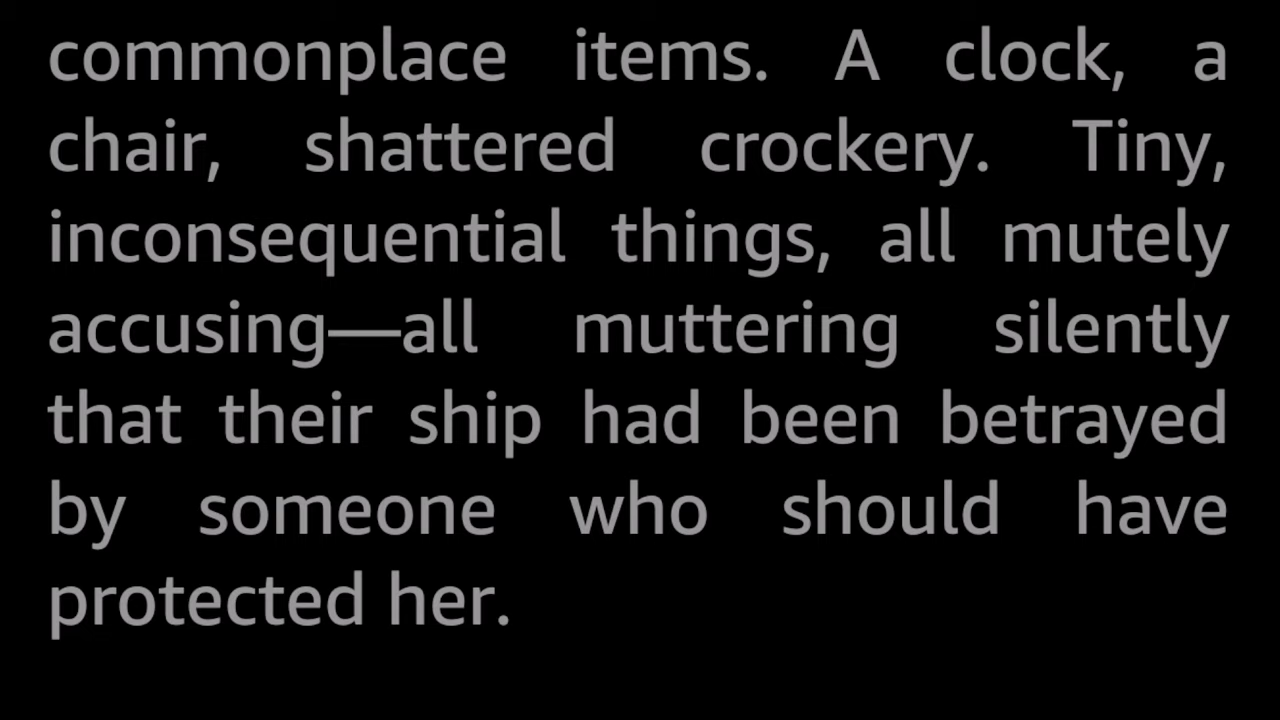 commonplace items. A clock, a
chair, shattered crockery. Tiny,
inconsequential things, all mutely
accusing—all muttering silently
that their ship had been betrayed
by someone who should have
protected her.